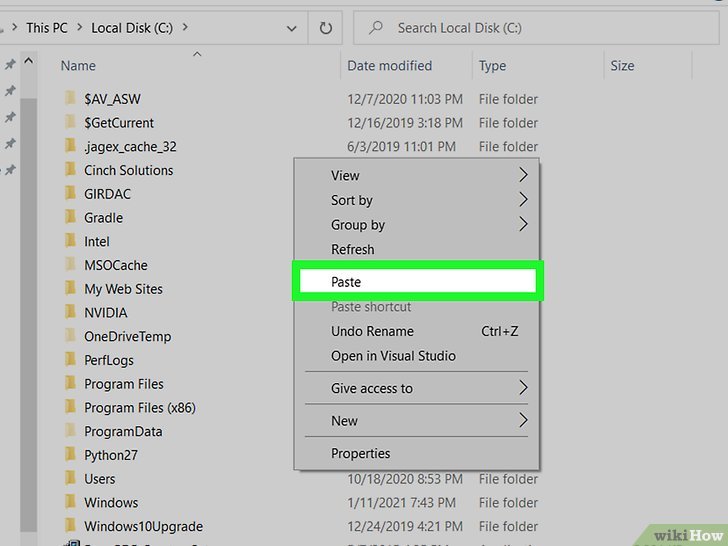 This PC > Local Disk (C:) >
Search Local Disk (C:)
Name Date modified Type Size
$AV_ASW 12/7/2020 11:03 PM File folder
$GetCurrent 12/16/2019 3:18 PM File folder
.jagex_cache_32 6/3/2019 11:01 PM File folder
Cinch Solutions
GIRDAC
Gradle
Intel
MSOCache
My Web Sites
NVIDIA
OneDriveTemp
PerfLogs
Program Files
Program Files (x86)
ProgramData
Python27
Users 10/18/2020 8:53 PM File folder
Windows 1/11/2021 7:43 PM File folder
Windows10Upgrade 12/24/2019 4:21 PM File folder
View
Sort by
Group by
Refresh
Paste
Paste shortcut
Undo Rename Ctrl+Z
Open in Visual Studio
Give access to
New
Properties
wikiHow